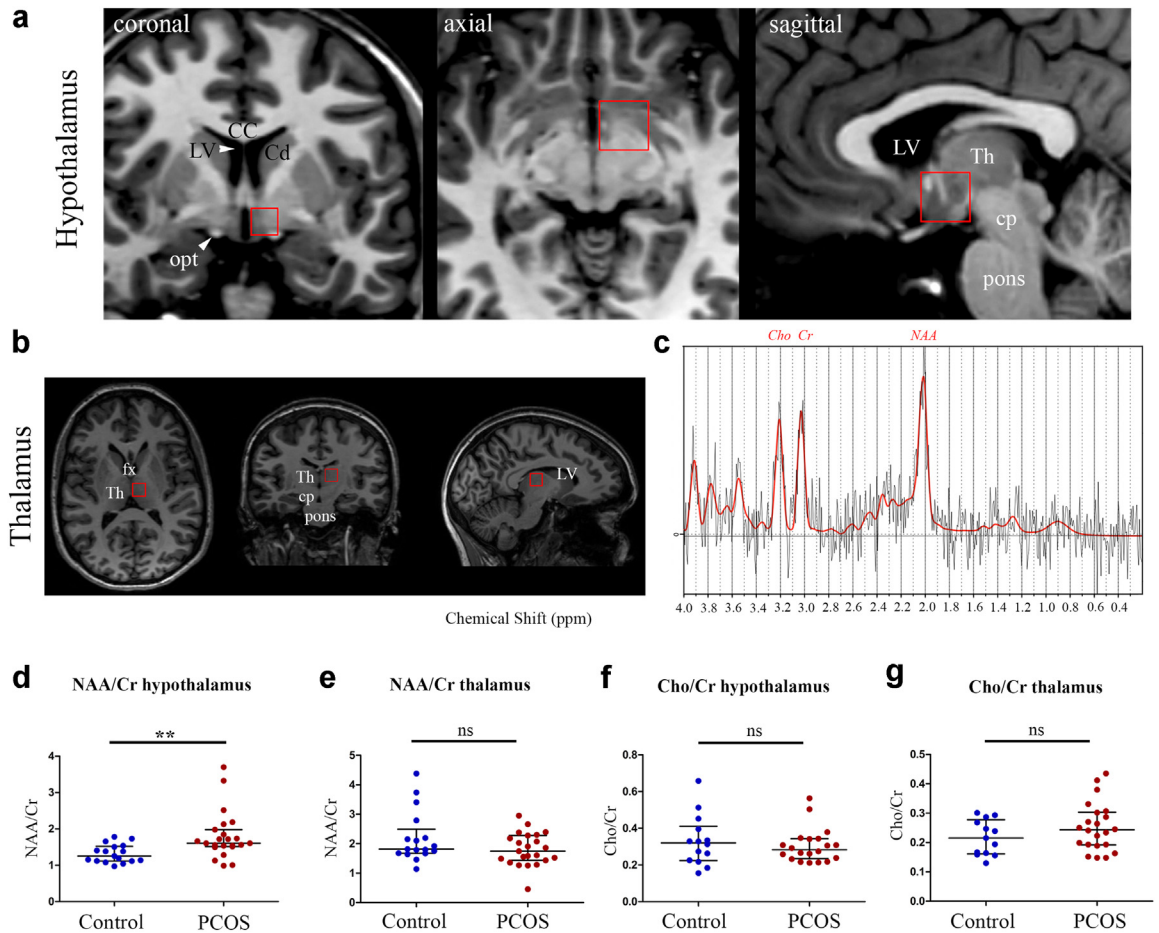 a
coronal
axial
sagittal
Hypothalamus
CC
LV
Cd
opt
LV
Th
cp
pons
b
Thalamus
fx
Th
Th
cp
pons
LV
Chemical Shift (ppm)
c
Cho Cr NAA
0
4.0 3.8 3.6 3.4 3.2 3.0 2.8 2.6 2.4 2.2 2.0 1.8 1.6 1.4 1.2 1.0 0.8 0.6 0.4
d
NAA/Cr hypothalamus
**
NAA/Cr
4
3
2
1
0
Control PCOS
e
NAA/Cr thalamus
ns
NAA/Cr
5
4
3
2
1
0
Control PCOS
f
Cho/Cr hypothalamus
ns
Cho/Cr
0.8
0.6
0.4
0.2
0.0
Control PCOS
g
Cho/Cr thalamus
ns
Cho/Cr
0.5
0.4
0.3
0.2
0.1
0.0
Control PCOS